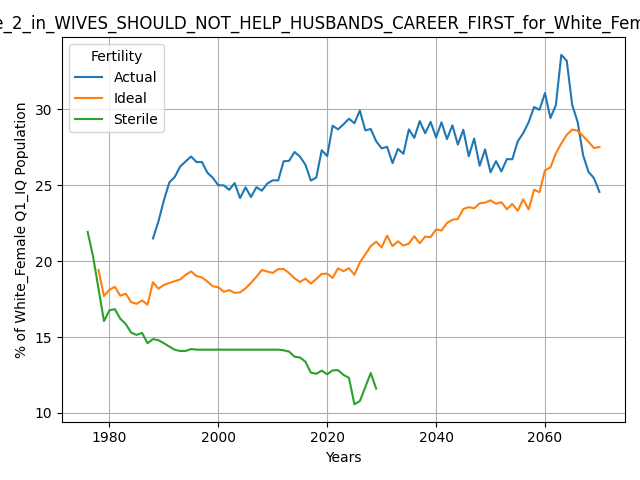 e_2_in_WIVES_SHOULD_NOT_HELP_HUSBANDS_CAREER_FIRST_for_White_Fem
Fertility
Actual
Ideal
Sterile
% of White_Female Q1_IQ Population
30
25
20
15
10
1980
2000
2020
2040
2060
Years